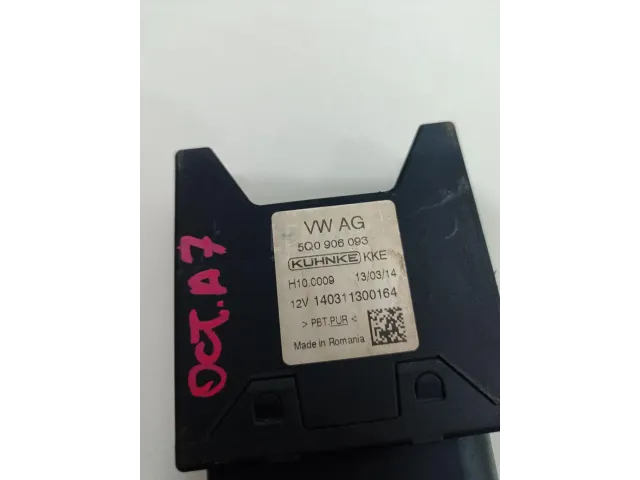 VW AG
5Q0 906 093
KUHNKE KKE
H10.0009 13/03/14
12V 140311300164
> PBT.PUR <
Made in Romania
OCT.A7